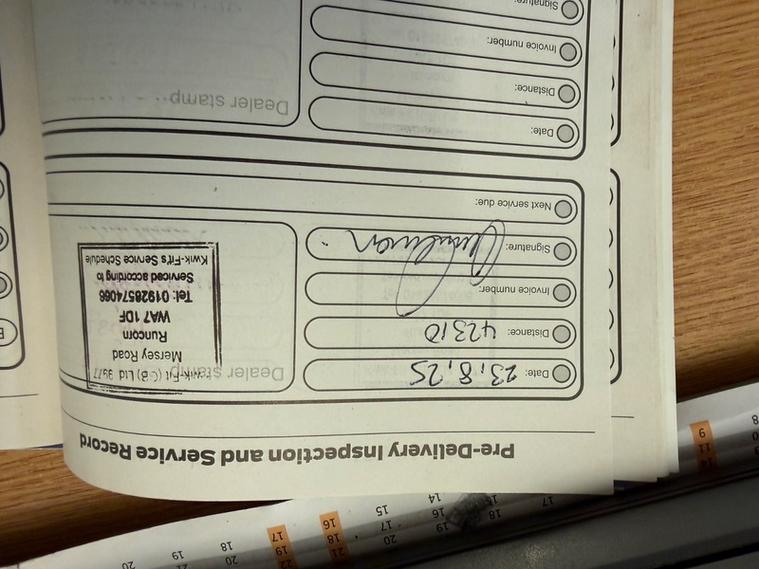 Pre-Delivery Inspection and Service Record
Date: 23,8,25
Distance: 42310
Invoice number:
Signature:
Next service due:
Dealer stamp
Kwik-Fit (GB) Ltd 9977
Mersey Road
Runcorn
WA7 1DF
Tel: 01928574066
Serviced according to
Kwik-Fit's Service Schedule
Date:
Distance:
Invoice number:
Signature:
Dealer stamp